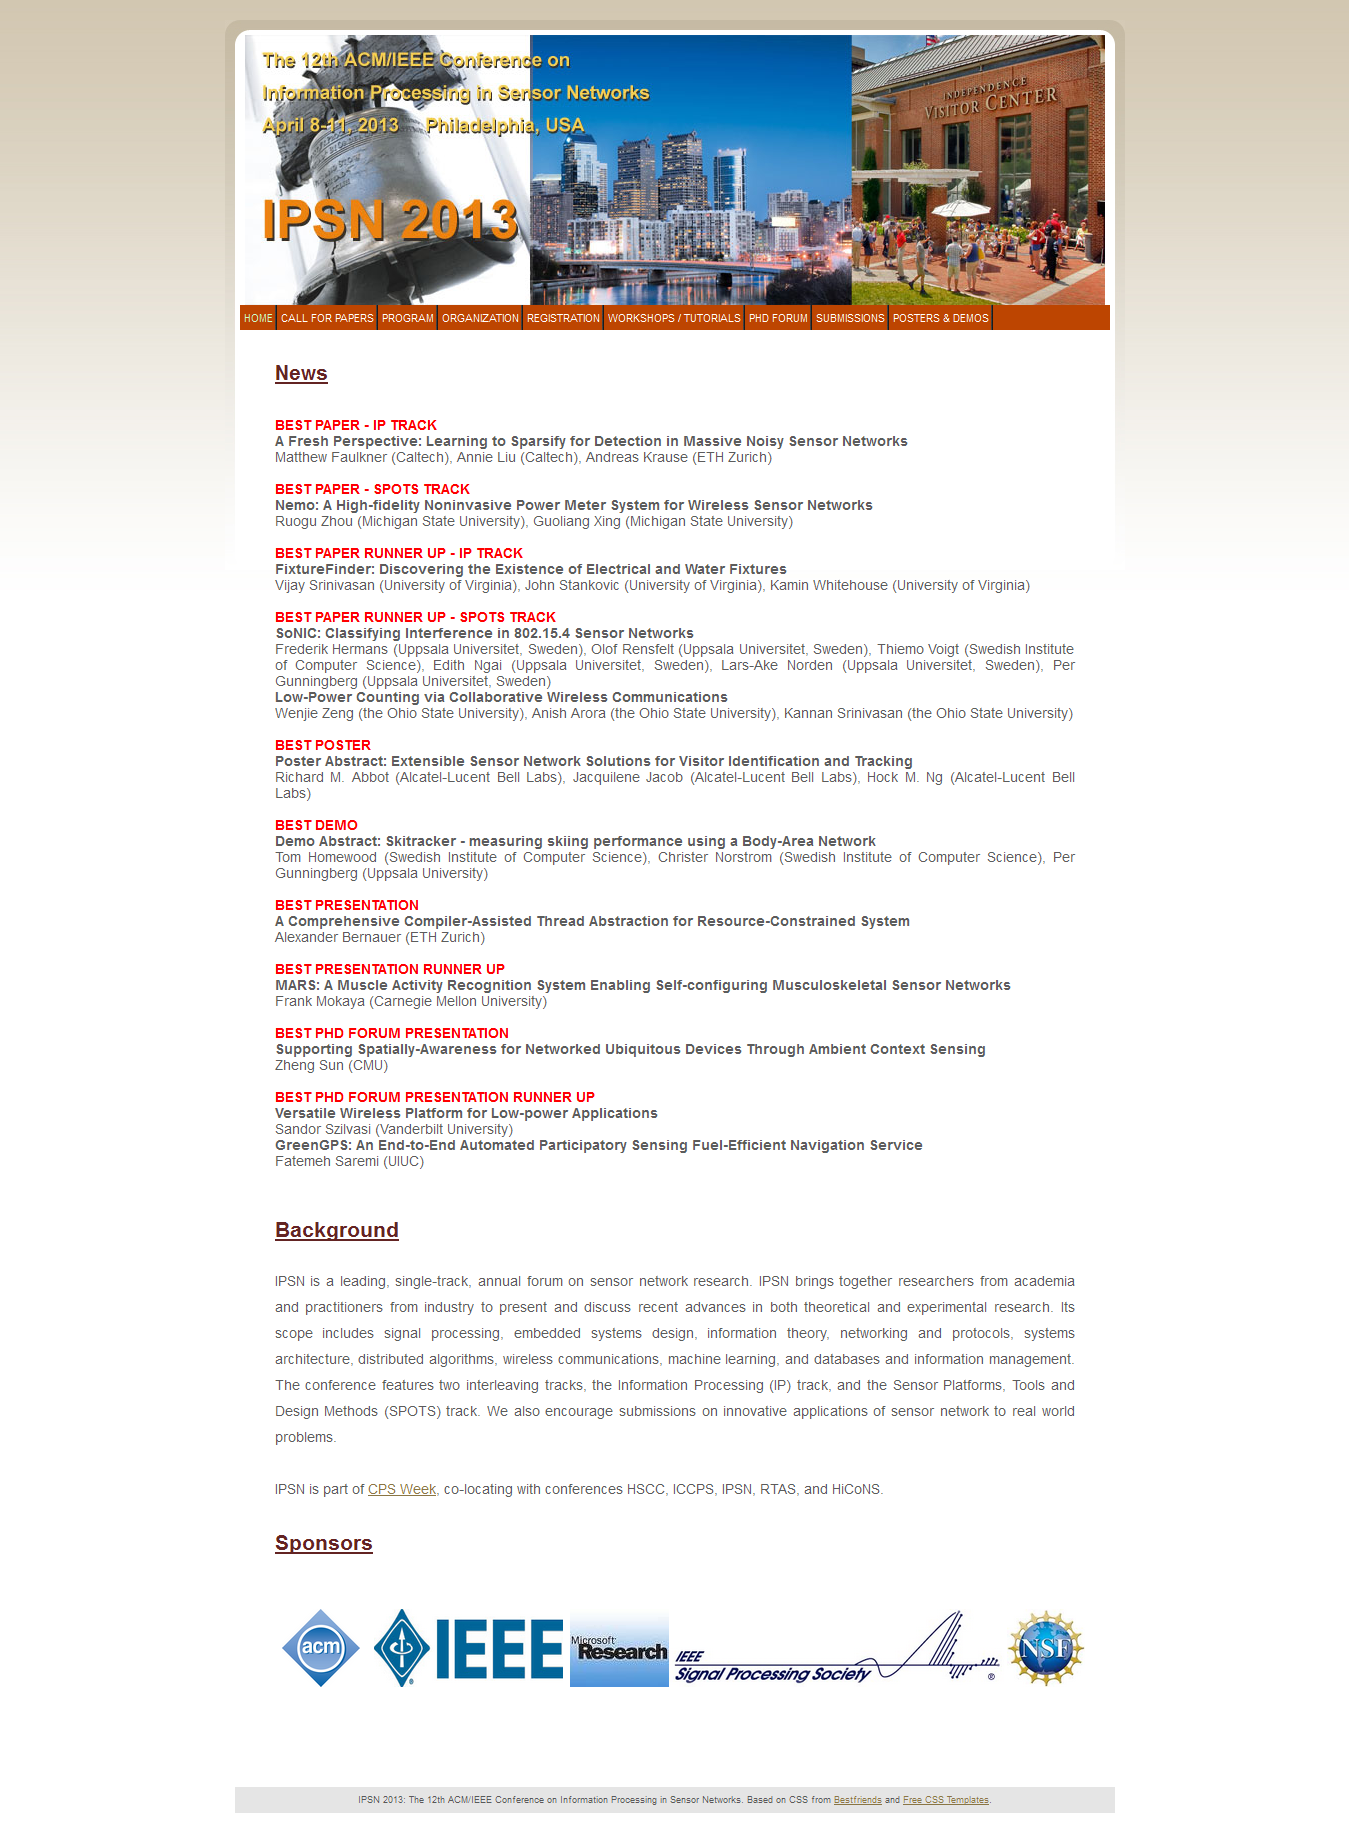 The 12th ACM/IEEE Conference on
Information Processing in Sensor Networks
April 8-11, 2013 Philadelphia, USA
IPSN 2013
INDEPENDENCE
VISITOR CENTER
HOME CALL FOR PAPERS PROGRAM ORGANIZATION REGISTRATION WORKSHOPS / TUTORIALS PHD FORUM SUBMISSIONS POSTERS & DEMOS
News
BEST PAPER - IP TRACK
A Fresh Perspective: Learning to Sparsify for Detection in Massive Noisy Sensor Networks
Matthew Faulkner (Caltech), Annie Liu (Caltech), Andreas Krause (ETH Zurich)
BEST PAPER - SPOTS TRACK
Nemo: A High-fidelity Noninvasive Power Meter System for Wireless Sensor Networks
Ruogu Zhou (Michigan State University), Guoliang Xing (Michigan State University)
BEST PAPER RUNNER UP - IP TRACK
FixtureFinder: Discovering the Existence of Electrical and Water Fixtures
Vijay Srinivasan (University of Virginia), John Stankovic (University of Virginia), Kamin Whitehouse (University of Virginia)
BEST PAPER RUNNER UP - SPOTS TRACK
SoNIC: Classifying Interference in 802.15.4 Sensor Networks
Frederik Hermans (Uppsala Universitet, Sweden), Olof Rensfelt (Uppsala Universitet, Sweden), Thiemo Voigt (Swedish Institute
of Computer Science), Edith Ngai (Uppsala Universitet, Sweden), Lars-Ake Norden (Uppsala Universitet, Sweden), Per
Gunningberg (Uppsala Universitet, Sweden)
Low-Power Counting via Collaborative Wireless Communications
Wenjie Zeng (the Ohio State University), Anish Arora (the Ohio State University), Kannan Srinivasan (the Ohio State University)
BEST POSTER
Poster Abstract: Extensible Sensor Network Solutions for Visitor Identification and Tracking
Richard M. Abbot (Alcatel-Lucent Bell Labs), Jacquilene Jacob (Alcatel-Lucent Bell Labs), Hock M. Ng (Alcatel-Lucent Bell
Labs)
BEST DEMO
Demo Abstract: Skitracker - measuring skiing performance using a Body-Area Network
Tom Homewood (Swedish Institute of Computer Science), Christer Norstrom (Swedish Institute of Computer Science), Per
Gunningberg (Uppsala University)
BEST PRESENTATION
A Comprehensive Compiler-Assisted Thread Abstraction for Resource-Constrained System
Alexander Bernauer (ETH Zurich)
BEST PRESENTATION RUNNER UP
MARS: A Muscle Activity Recognition System Enabling Self-configuring Musculoskeletal Sensor Networks
Frank Mokaya (Carnegie Mellon University)
BEST PHD FORUM PRESENTATION
Supporting Spatially-Awareness for Networked Ubiquitous Devices Through Ambient Context Sensing
Zheng Sun (CMU)
BEST PHD FORUM PRESENTATION RUNNER UP
Versatile Wireless Platform for Low-power Applications
Sandor Szilvasi (Vanderbilt University)
GreenGPS: An End-to-End Automated Participatory Sensing Fuel-Efficient Navigation Service
Fatemeh Saremi (UIUC)
Background
IPSN is a leading, single-track, annual forum on sensor network research. IPSN brings together researchers from academia
and practitioners from industry to present and discuss recent advances in both theoretical and experimental research. Its
scope includes signal processing, embedded systems design, information theory, networking and protocols, systems
architecture, distributed algorithms, wireless communications, machine learning, and databases and information management.
The conference features two interleaving tracks, the Information Processing (IP) track, and the Sensor Platforms, Tools and
Design Methods (SPOTS) track. We also encourage submissions on innovative applications of sensor network to real world
problems.
IPSN is part of CPS Week, co-locating with conferences HSCC, ICCPS, IPSN, RTAS, and HiCoNS.
Sponsors
acm
IEEE ®
Microsoft
Research
IEEE
Signal Processing Society ®
NSF
IPSN 2013: The 12th ACM/IEEE Conference on Information Processing in Sensor Networks. Based on CSS from Bestfriends and Free CSS Templates.